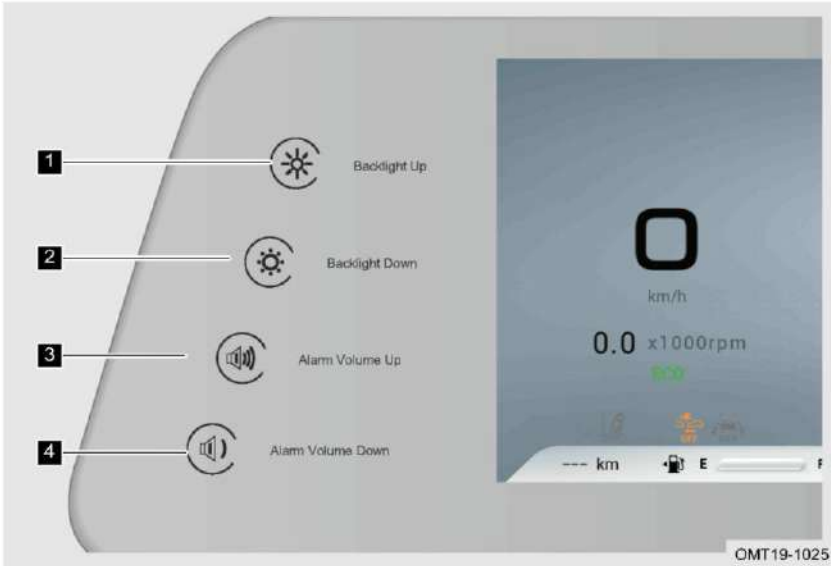 1 Backlight Up
2 Backlight Down
3 Alarm Volume Up
4 Alarm Volume Down
0
km/h
0.0 x1000rpm
ECO
OFF
--- km E F
OMT19-1025